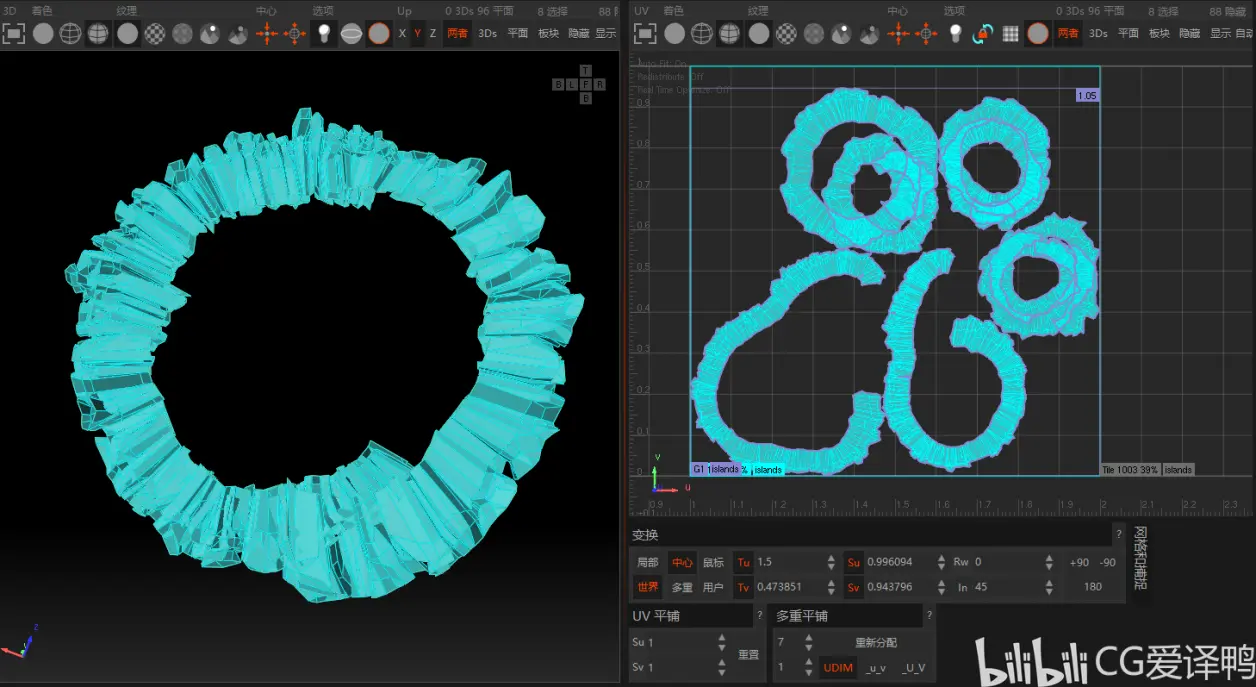 3D 着色 纹理 中心 选项 Up 0 3Ds 96 平面 8 选择 88 隐
X Y Z 两者 3Ds 平面 板块 隐藏 显示
T
B L F R
B
Z
UV 着色 纹理 中心 选项 0 3Ds 96 平面 8 选择 88 隐藏
两者 3Ds 平面 板块 隐藏 显示 自动
Auto Fit: On
Redistribute: Off
Real Time Optimize: Off
1.05
0.9
0.8
0.7
0.6
0.5
0.4
0.3
0.2
0.1
0
G1 1islands % islands
Tile 1003 39% islands
V
U
0.9 1 1.1 1.2 1.3 1.4 1.5 1.6 1.7 1.8 1.9 2 2.1 2.2 2.3
变换 ?
网格和捕捉
局部 中心 鼠标 Tu 1.5 Su 0.996094 Rw 0 +90 -90
世界 多重 用户 Tv 0.473851 Sv 0.943796 In 45 180
UV 平铺 ? 多重平铺 ?
Su 1 重置 7 重新分配
Sv 1 1 UDIM _u_v _U_V
bilibili CG爱译鸭